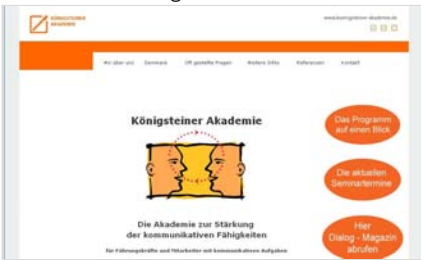 KÖNIGSTEINER
AKADEMIE
www.koenigsteiner-akademie.de
Wir über uns Seminare Oft gestellte Fragen Weitere Infos Referenzen Kontakt
Königsteiner Akademie
Das Programm
auf einen Blick
Die aktuellen
Seminartermine
Die Akademie zur Stärkung
der kommunikativen Fähigkeiten
für Führungskräfte und Mitarbeiter mit kommunikativen Aufgaben
Hier
Dialog - Magazin
abrufen